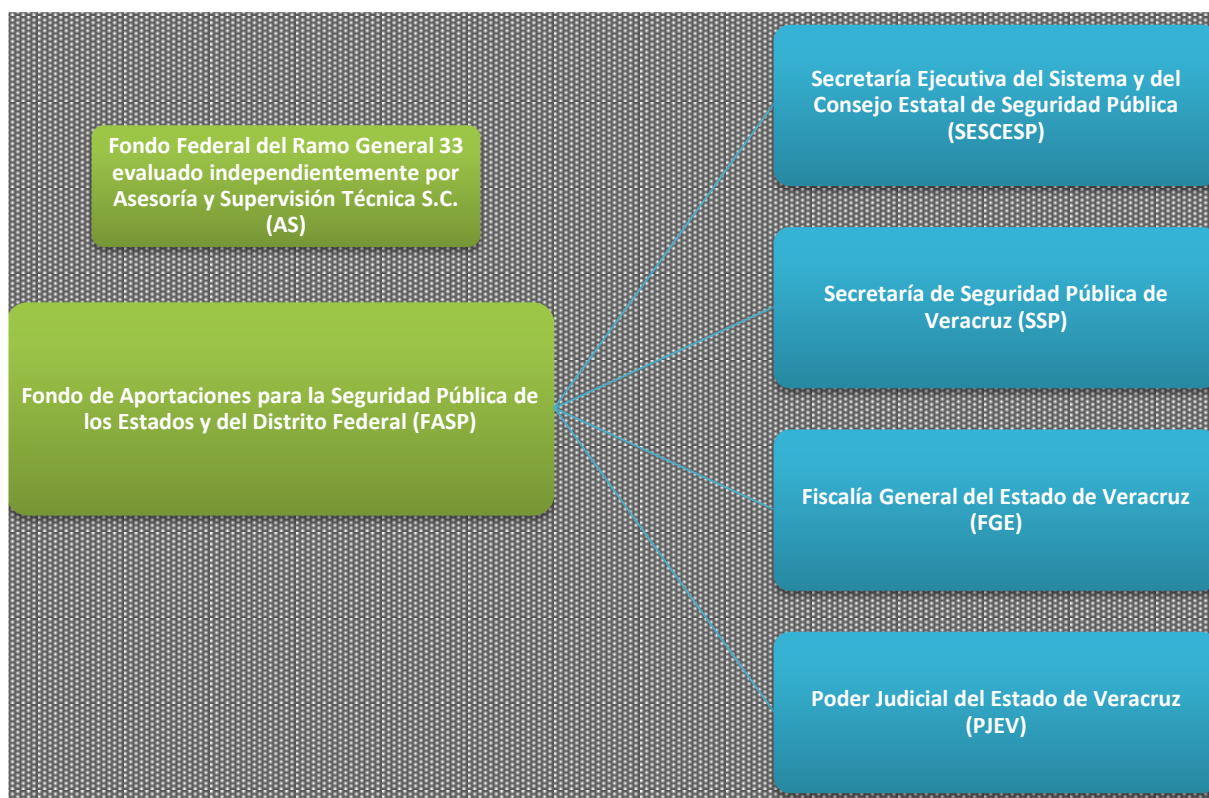 Fondo Federal del Ramo General 33
evaluado independientemente por
Asesoría y Supervisión Técnica S.C.
(AS)
Fondo de Aportaciones para la Seguridad Pública de
los Estados y del Distrito Federal (FASP)
Secretaría Ejecutiva del Sistema y del
Consejo Estatal de Seguridad Pública
(SESCESP)
Secretaría de Seguridad Pública de
Veracruz (SSP)
Fiscalía General del Estado de Veracruz
(FGE)
Poder Judicial del Estado de Veracruz
(PJEV)